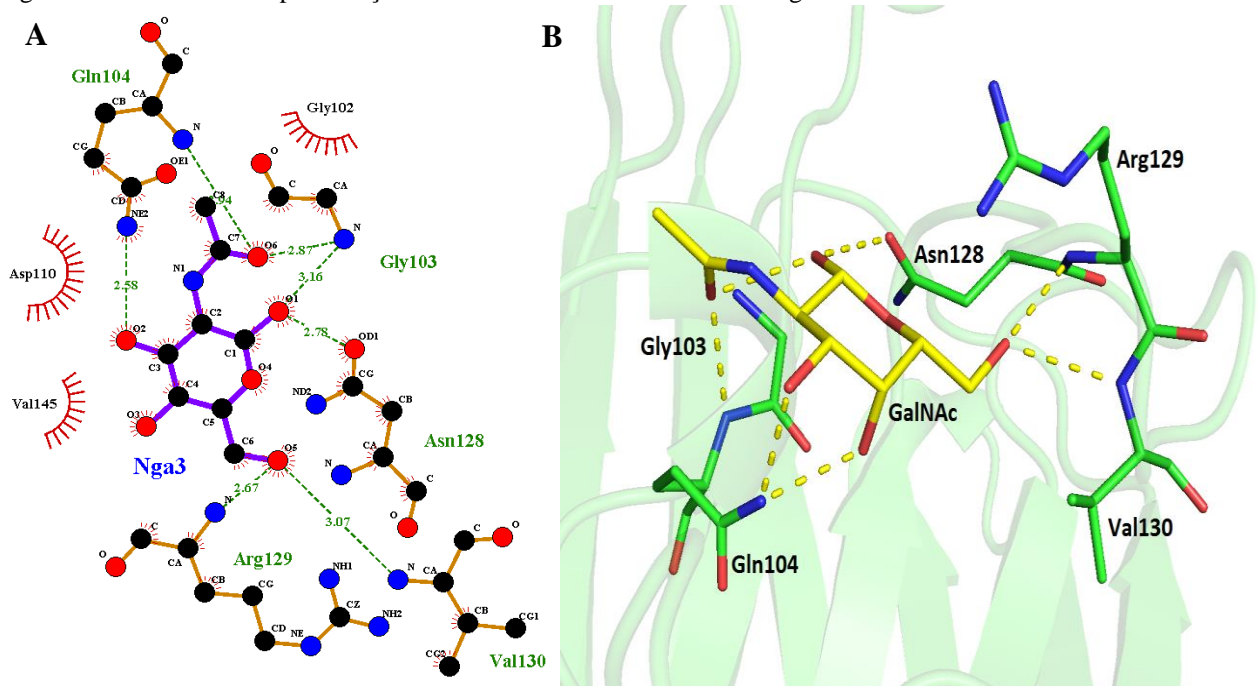 A
B
O
C
Gln104
CB
CA
N
CG
OE1
CD
NE2
Gly102
O
C
CA
N
C8
C7
O6
2.87
Gly103
3.16
Asp110
2.58
N1
O1
2.78
O2
C2
C1
OD1
C3
O4
CG
Val145
C4
ND2
CB
O3
C5
Asn128
C6
O5
CA
N
C
Nga3
2.67
O
N
3.07
C
O
CA
Arg129
C
O
N
CA
CB
CG
NH1
CZ
CB
CG1
NH2
CD
NE
CG2
Val130
Arg129
Asn128
Gly103
GalNAc
Gln104
Val130